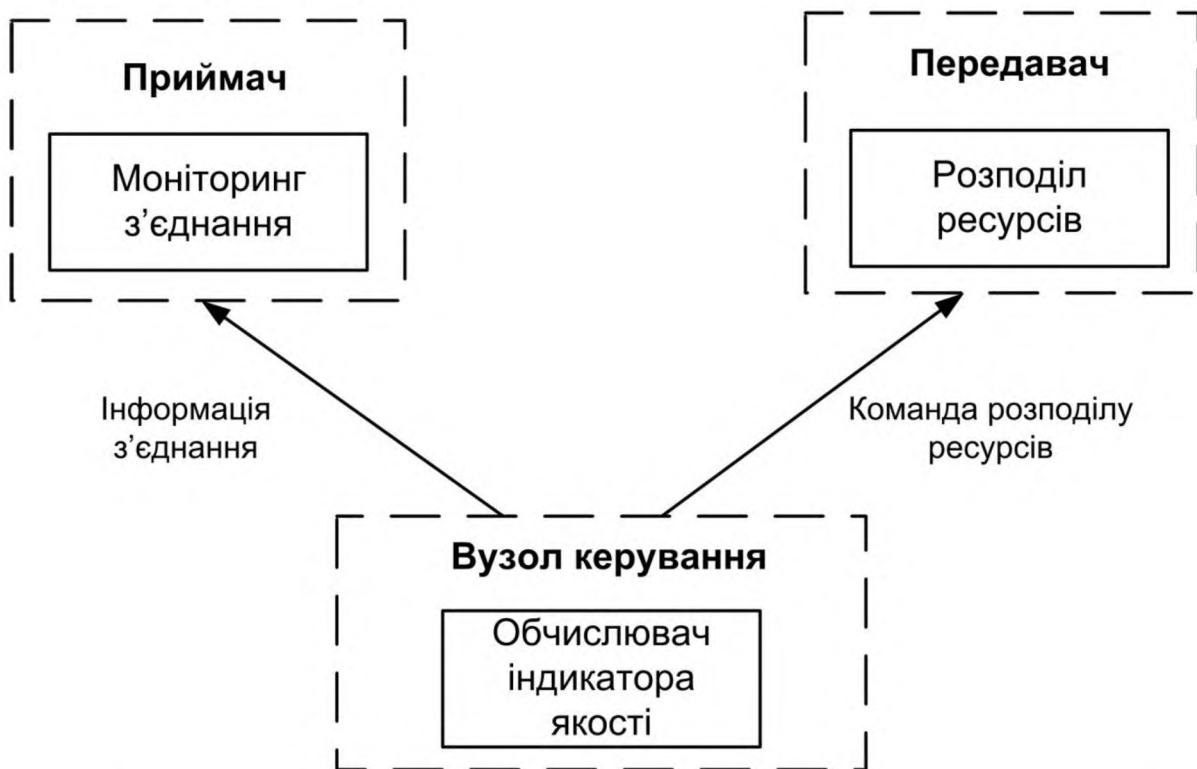 Приймач
Моніторинг
з’єднання
Передавач
Розподіл
ресурсів
Інформація
з’єднання
Команда розподілу
ресурсів
Вузол керування
Обчислювач
індикатора
якості